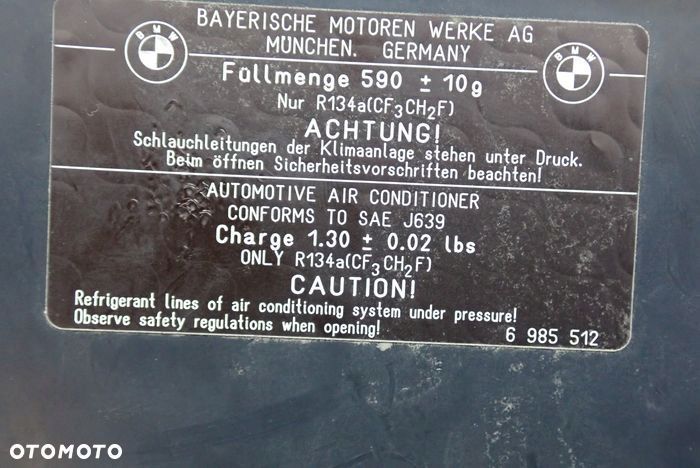 BAYERISCHE MOTOREN WERKE AG
MÜNCHEN. GERMANY
BMW
BMW
Füllmenge 590 ± 10g
Nur R134a(CF₃CH₂F)
ACHTUNG!
Schlauchleitungen der Klimaanlage stehen unter Druck.
Beim öffnen Sicherheitsvorschriften beachten!
AUTOMOTIVE AIR CONDITIONER
CONFORMS TO SAE J639
Charge 1.30 ± 0.02 lbs
ONLY R134a(CF₃CH₂F)
CAUTION!
Refrigerant lines of air conditioning system under pressure!
Observe safety regulations when opening!
6 985 512
OTOMOTO